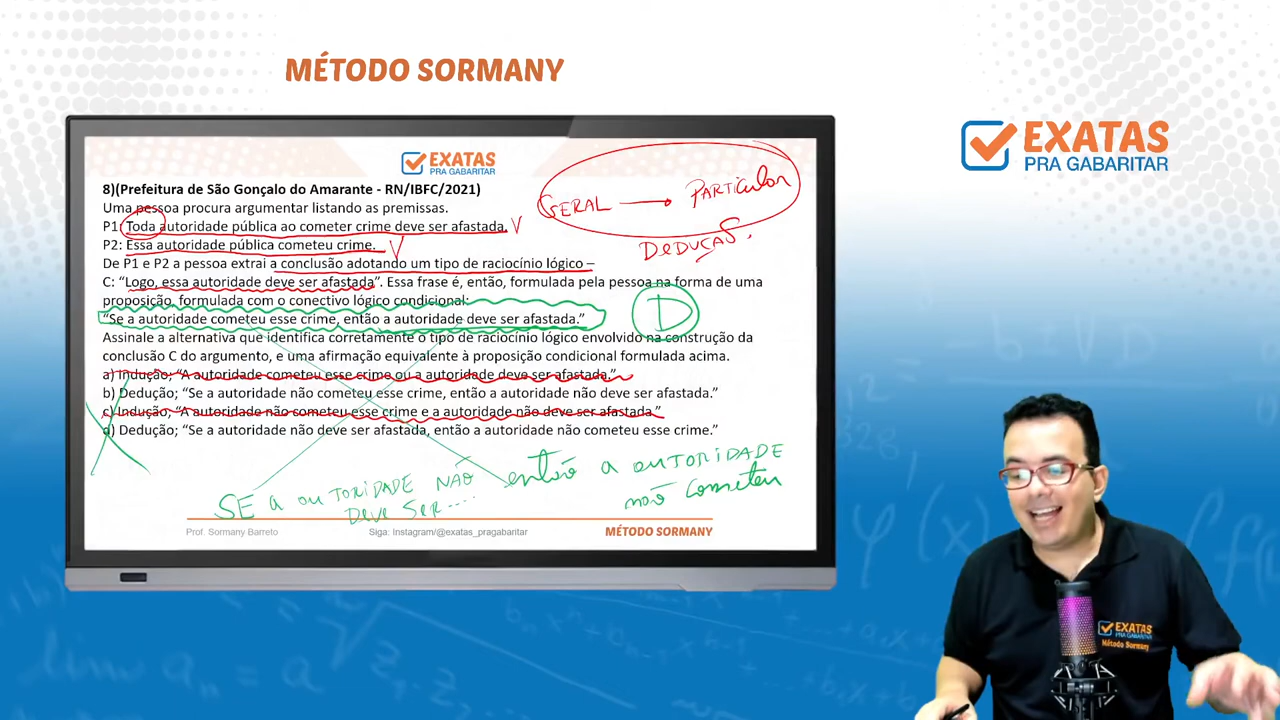 MÉTODO SORMANY
EXATAS
PRA GABARITAR
EXATAS
PRA GABARITAR
8)(Prefeitura de São Gonçalo do Amarante - RN/IBFC/2021)
Uma pessoa procura argumentar listando as premissas.
P1: Toda autoridade pública ao cometer crime deve ser afastada. V
P2: Essa autoridade pública cometeu crime. V
GERAL → PARTICULAR
DEDUÇÃO.
De P1 e P2 a pessoa extrai a conclusão adotando um tipo de raciocínio lógico –
C: “Logo, essa autoridade deve ser afastada”. Essa frase é, então, formulada pela pessoa na forma de uma
proposição, formulada com o conectivo lógico condicional:
“Se a autoridade cometeu esse crime, então a autoridade deve ser afastada.”
D
Assinale a alternativa que identifica corretamente o tipo de raciocínio lógico envolvido na construção da
conclusão C do argumento, e uma afirmação equivalente à proposição condicional formulada acima.
a) Indução; “A autoridade cometeu esse crime ou a autoridade deve ser afastada.”
b) Dedução; “Se a autoridade não cometeu esse crime, então a autoridade não deve ser afastada.”
c) Indução; “A autoridade não cometeu esse crime e a autoridade não deve ser afastada.”
d) Dedução; “Se a autoridade não deve ser afastada, então a autoridade não cometeu esse crime.”
SE a autoridade não
deve ser....
então a autoridade
não cometeu
Prof. Sormany Barreto
Siga: Instagram/@exatas_pragabaritar
MÉTODO SORMANY
EXATAS
PRA GABARITAR
Método Sormany